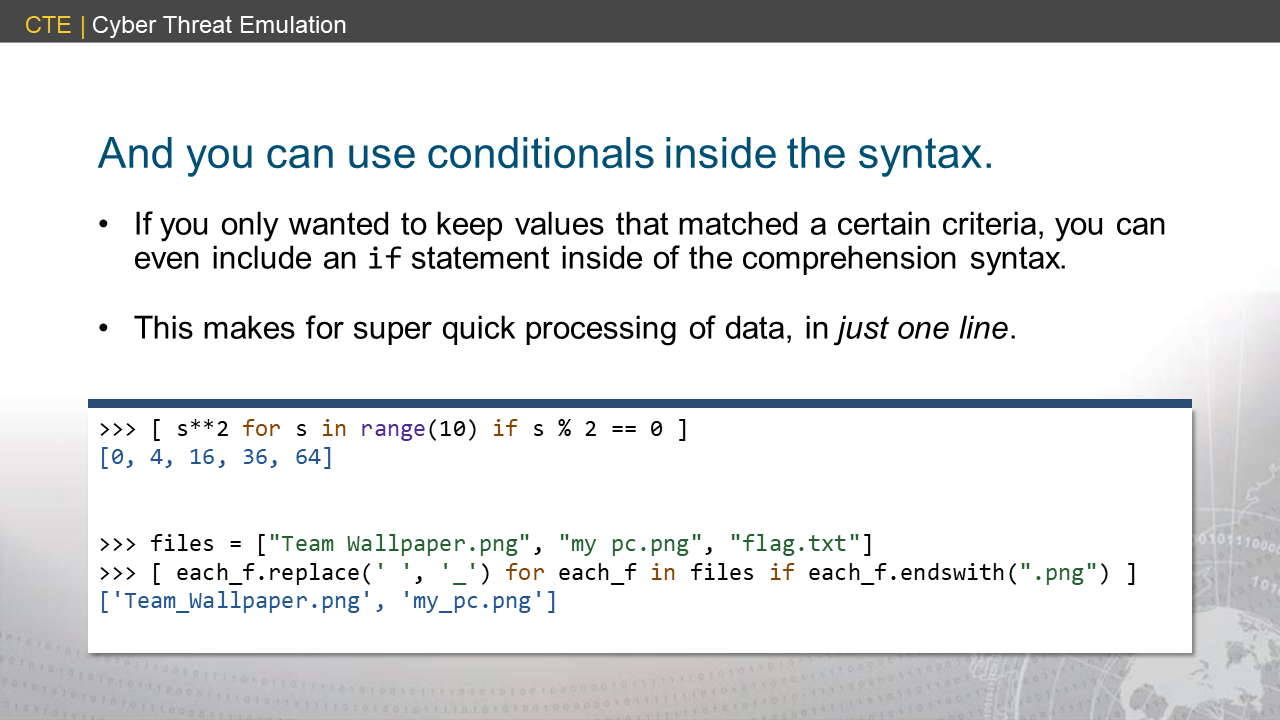 CTE | Cyber Threat Emulation
And you can use conditionals inside the syntax.
• If you only wanted to keep values that matched a certain criteria, you can
even include an if statement inside of the comprehension syntax.
• This makes for super quick processing of data, in just one line.
>>> [ s**2 for s in range(10) if s % 2 == 0 ]
[0, 4, 16, 36, 64]
>>> files = ["Team Wallpaper.png", "my pc.png", "flag.txt"]
>>> [ each_f.replace(' ', '_') for each_f in files if each_f.endswith(".png") ]
['Team_Wallpaper.png', 'my_pc.png']